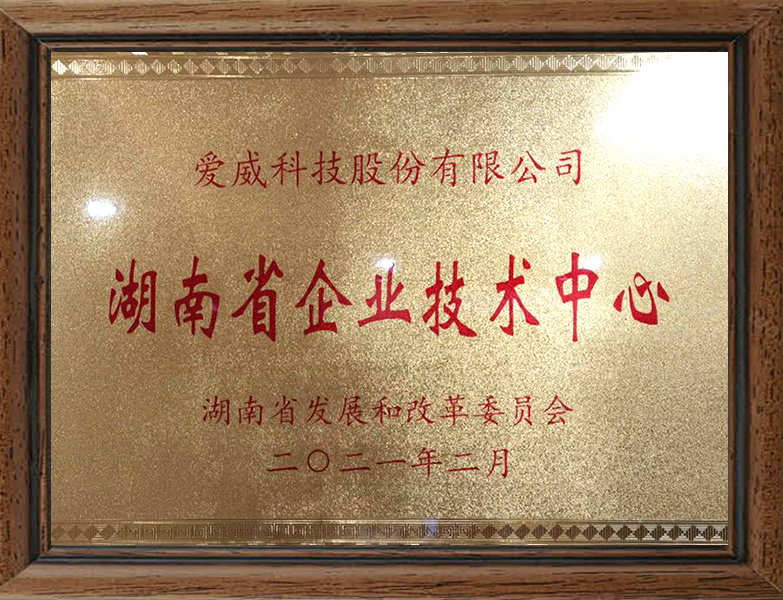 爱威科技股份有限公司
湖南省企业技术中心
湖南省发展和改革委员会
二〇二一年二月